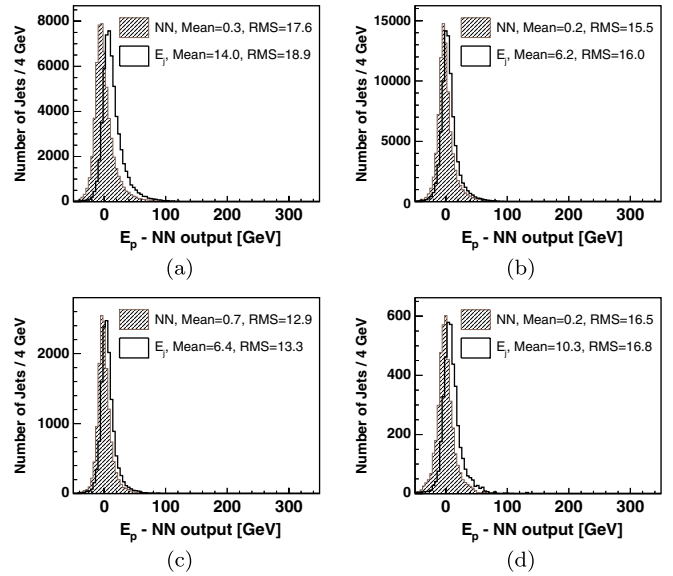 Number of Jets / 4 GeV
8000
6000
4000
2000
0
NN, Mean=0.3, RMS=17.6
Ej, Mean=14.0, RMS=18.9
0 100 200 300
Ep - NN output [GeV]
(a)
Number of Jets / 4 GeV
15000
10000
5000
0
NN, Mean=0.2, RMS=15.5
Ej, Mean=6.2, RMS=16.0
0 100 200 300
Ep - NN output [GeV]
(b)
Number of Jets / 4 GeV
2000
1000
0
NN, Mean=0.7, RMS=12.9
Ej, Mean=6.4, RMS=13.3
0 100 200 300
Ep - NN output [GeV]
(c)
Number of Jets / 4 GeV
600
400
200
0
NN, Mean=0.2, RMS=16.5
Ej, Mean=10.3, RMS=16.8
0 100 200 300
Ep - NN output [GeV]
(d)